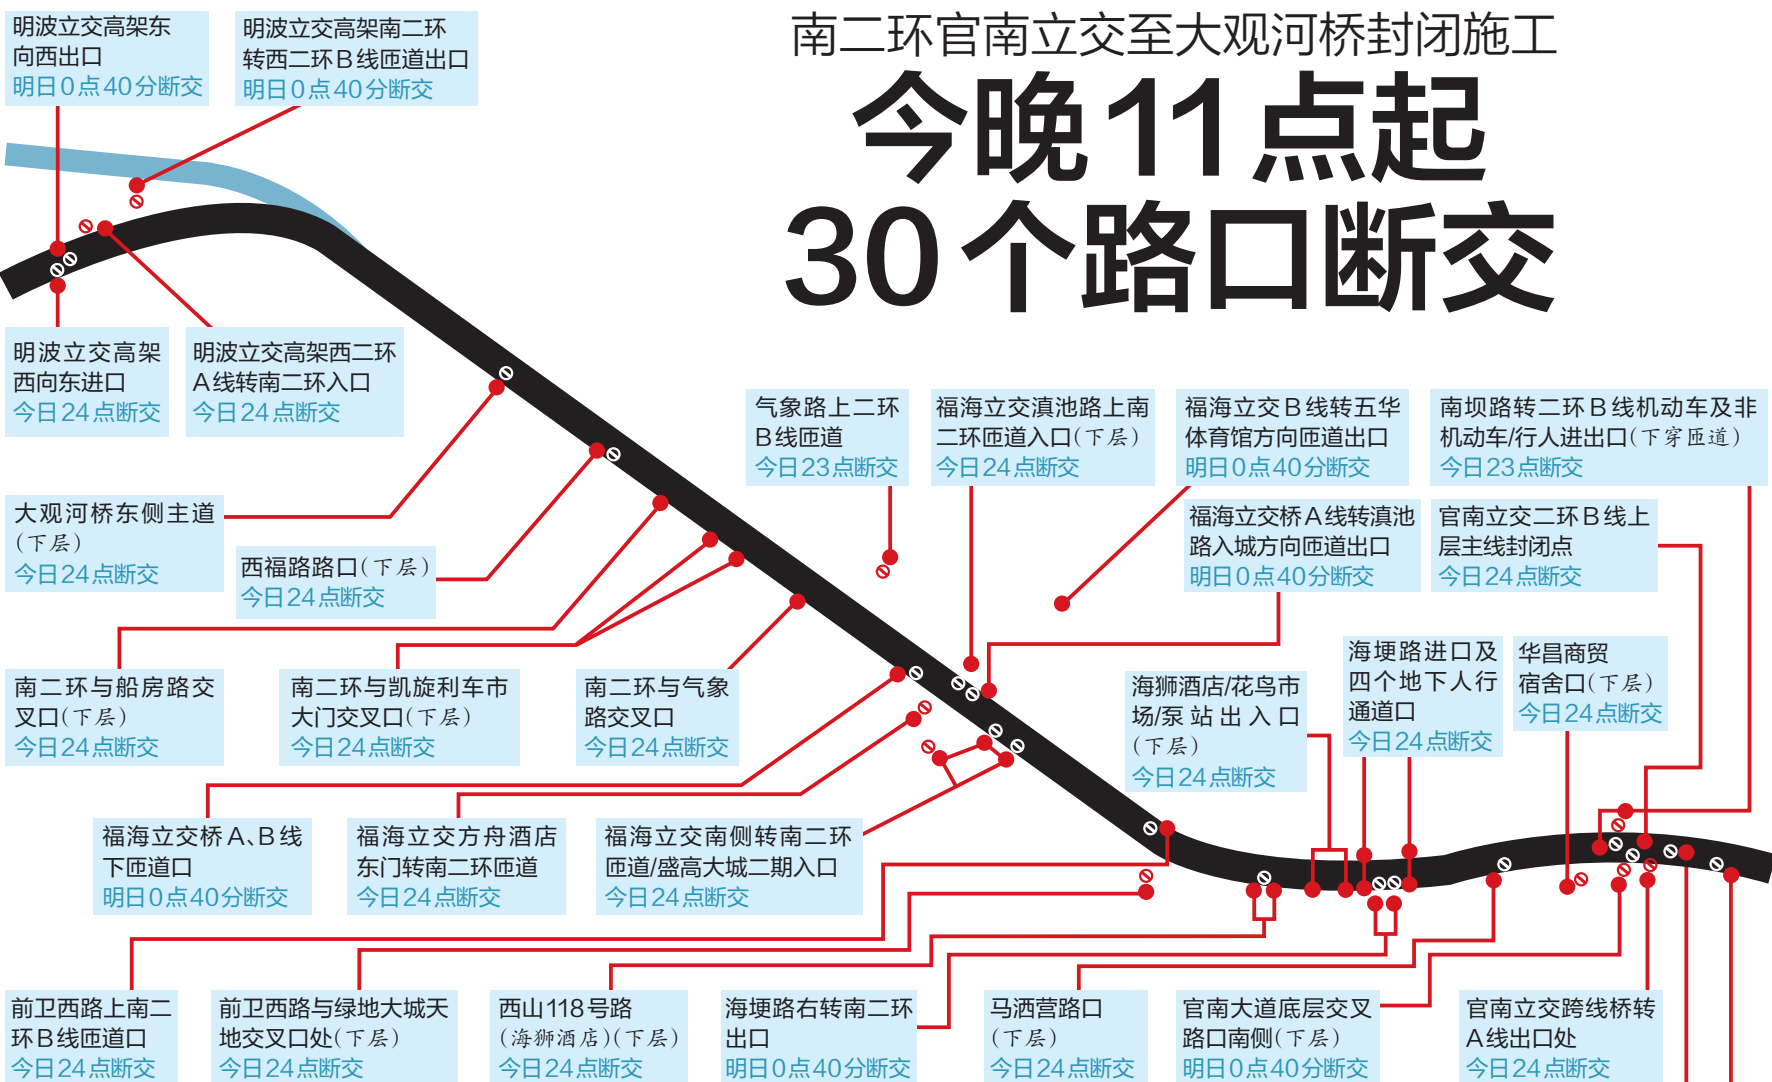 南二环官南立交至大观河桥封闭施工
今晚11点起
30个路口断交
明波立交高架东
向西出口
明日0点40分断交
明波立交高架南二环
转西二环B线匝道出口
明日0点40分断交
明波立交高架
西向东进口
今日24点断交
明波立交高架西二环
A线转南二环入口
今日24点断交
气象路上二环
B线匝道
今日23点断交
福海立交滇池路上南
二环匝道入口(下层)
今日24点断交
福海立交B线转五华
体育馆方向匝道出口
明日0点40分断交
南坝路转二环B线机动车及非
机动车/行人进出口(下穿匝道)
今日23点断交
大观河桥东侧主道
(下层)
今日24点断交
西福路路口(下层)
今日24点断交
福海立交桥A线转滇池
路入城方向匝道出口
明日0点40分断交
官南立交二环B线上
层主线封闭点
今日24点断交
南二环与船房路交
叉口(下层)
今日24点断交
南二环与凯旋利车市
大门交叉口(下层)
今日24点断交
南二环与气象
路交叉口
今日24点断交
海狮酒店/花鸟市
场/泵站出入口
(下层)
今日24点断交
海埂路进口及
四个地下人行
通道口
今日24点断交
华昌商贸
宿舍口(下层)
今日24点断交
福海立交桥A、B线
下匝道口
明日0点40分断交
福海立交方舟酒店
东门转南二环匝道
今日24点断交
福海立交南侧转南二环
匝道/盛高大城二期入口
今日24点断交
前卫西路上南二
环B线匝道口
今日24点断交
前卫西路与绿地大城天
地交叉口处(下层)
今日24点断交
西山118号路
(海狮酒店)(下层)
今日24点断交
海埂路右转南二环
出口
明日0点40分断交
马洒营路口
(下层)
今日24点断交
官南大道底层交叉
路口南侧(下层)
明日0点40分断交
官南立交跨线桥转
A线出口处
今日24点断交